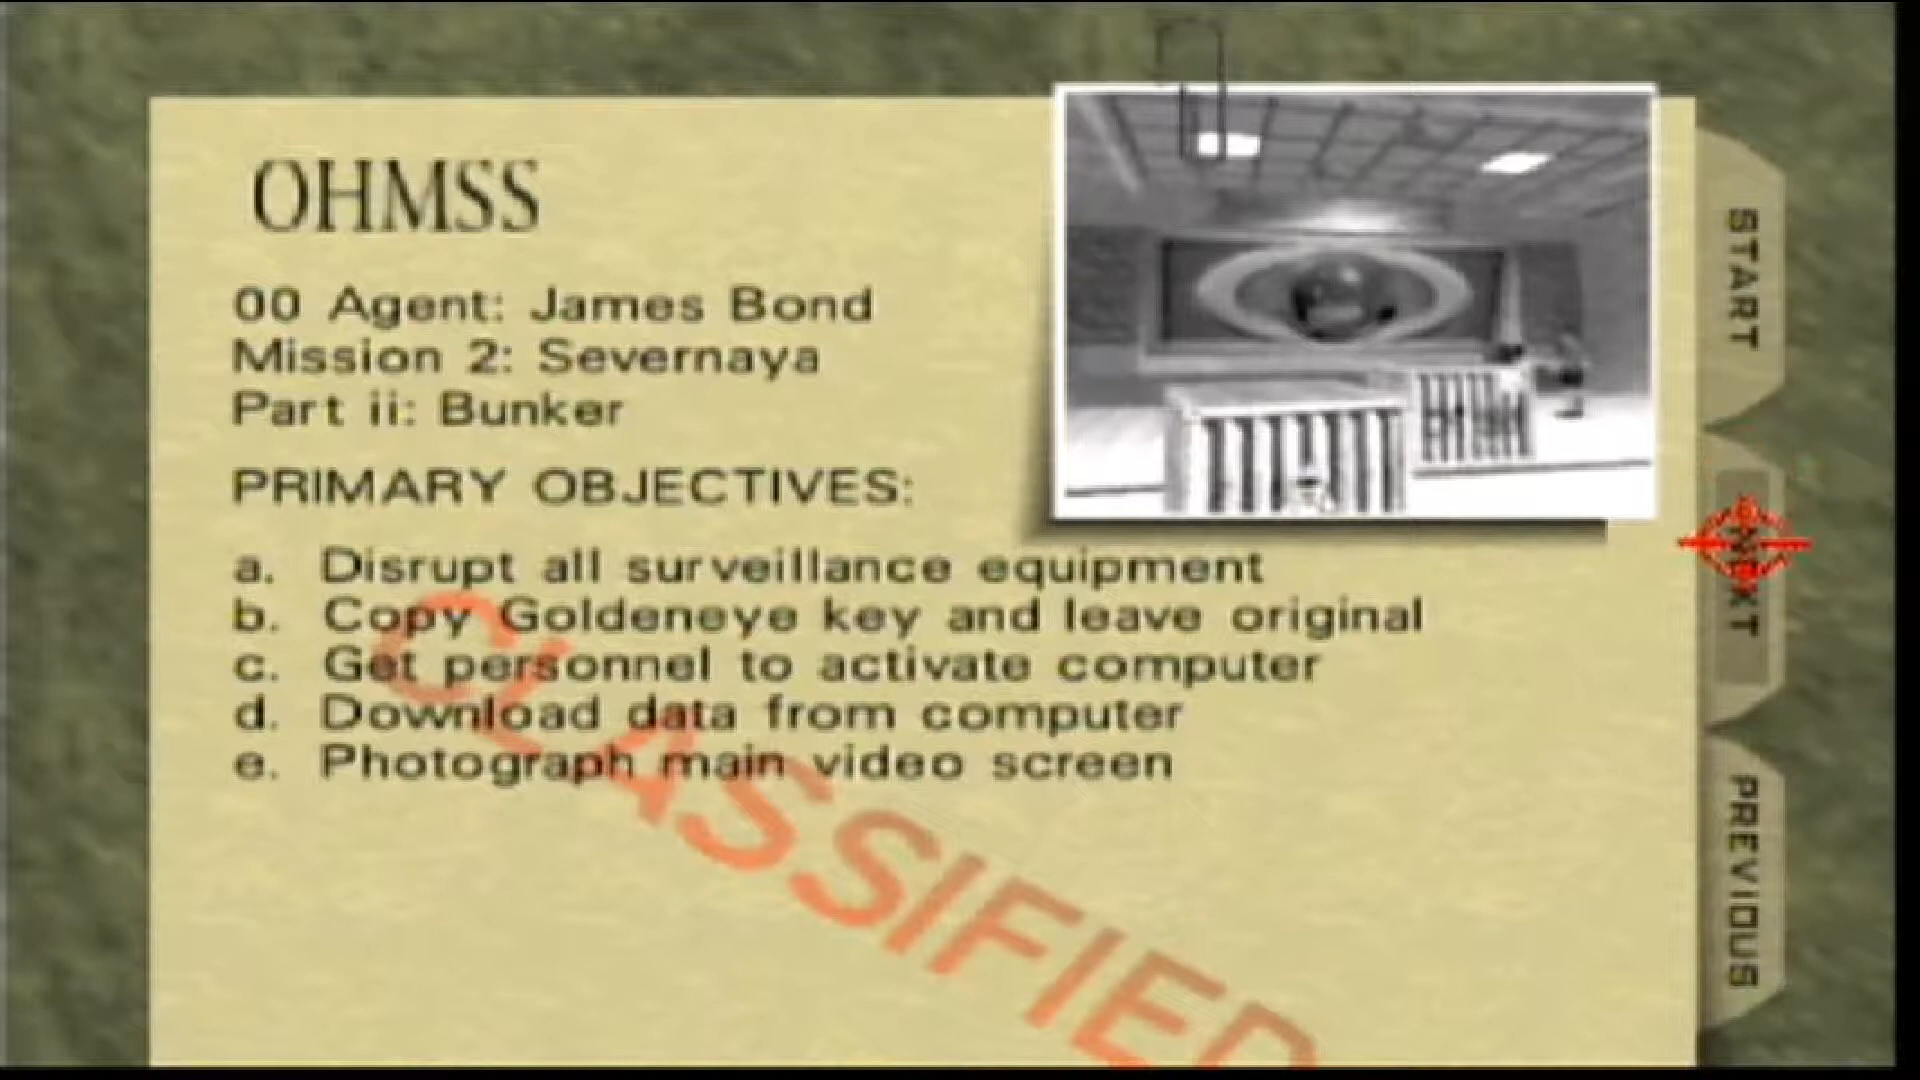 OHMSS
00 Agent: James Bond
Mission 2: Severnaya
Part ii: Bunker
PRIMARY OBJECTIVES:
a. Disrupt all surveillance equipment
b. Copy Goldeneye key and leave original
c. Get personnel to activate computer
d. Download data from computer
e. Photograph main video screen
CLASSIFIED
START
NEXT
PREVIOUS